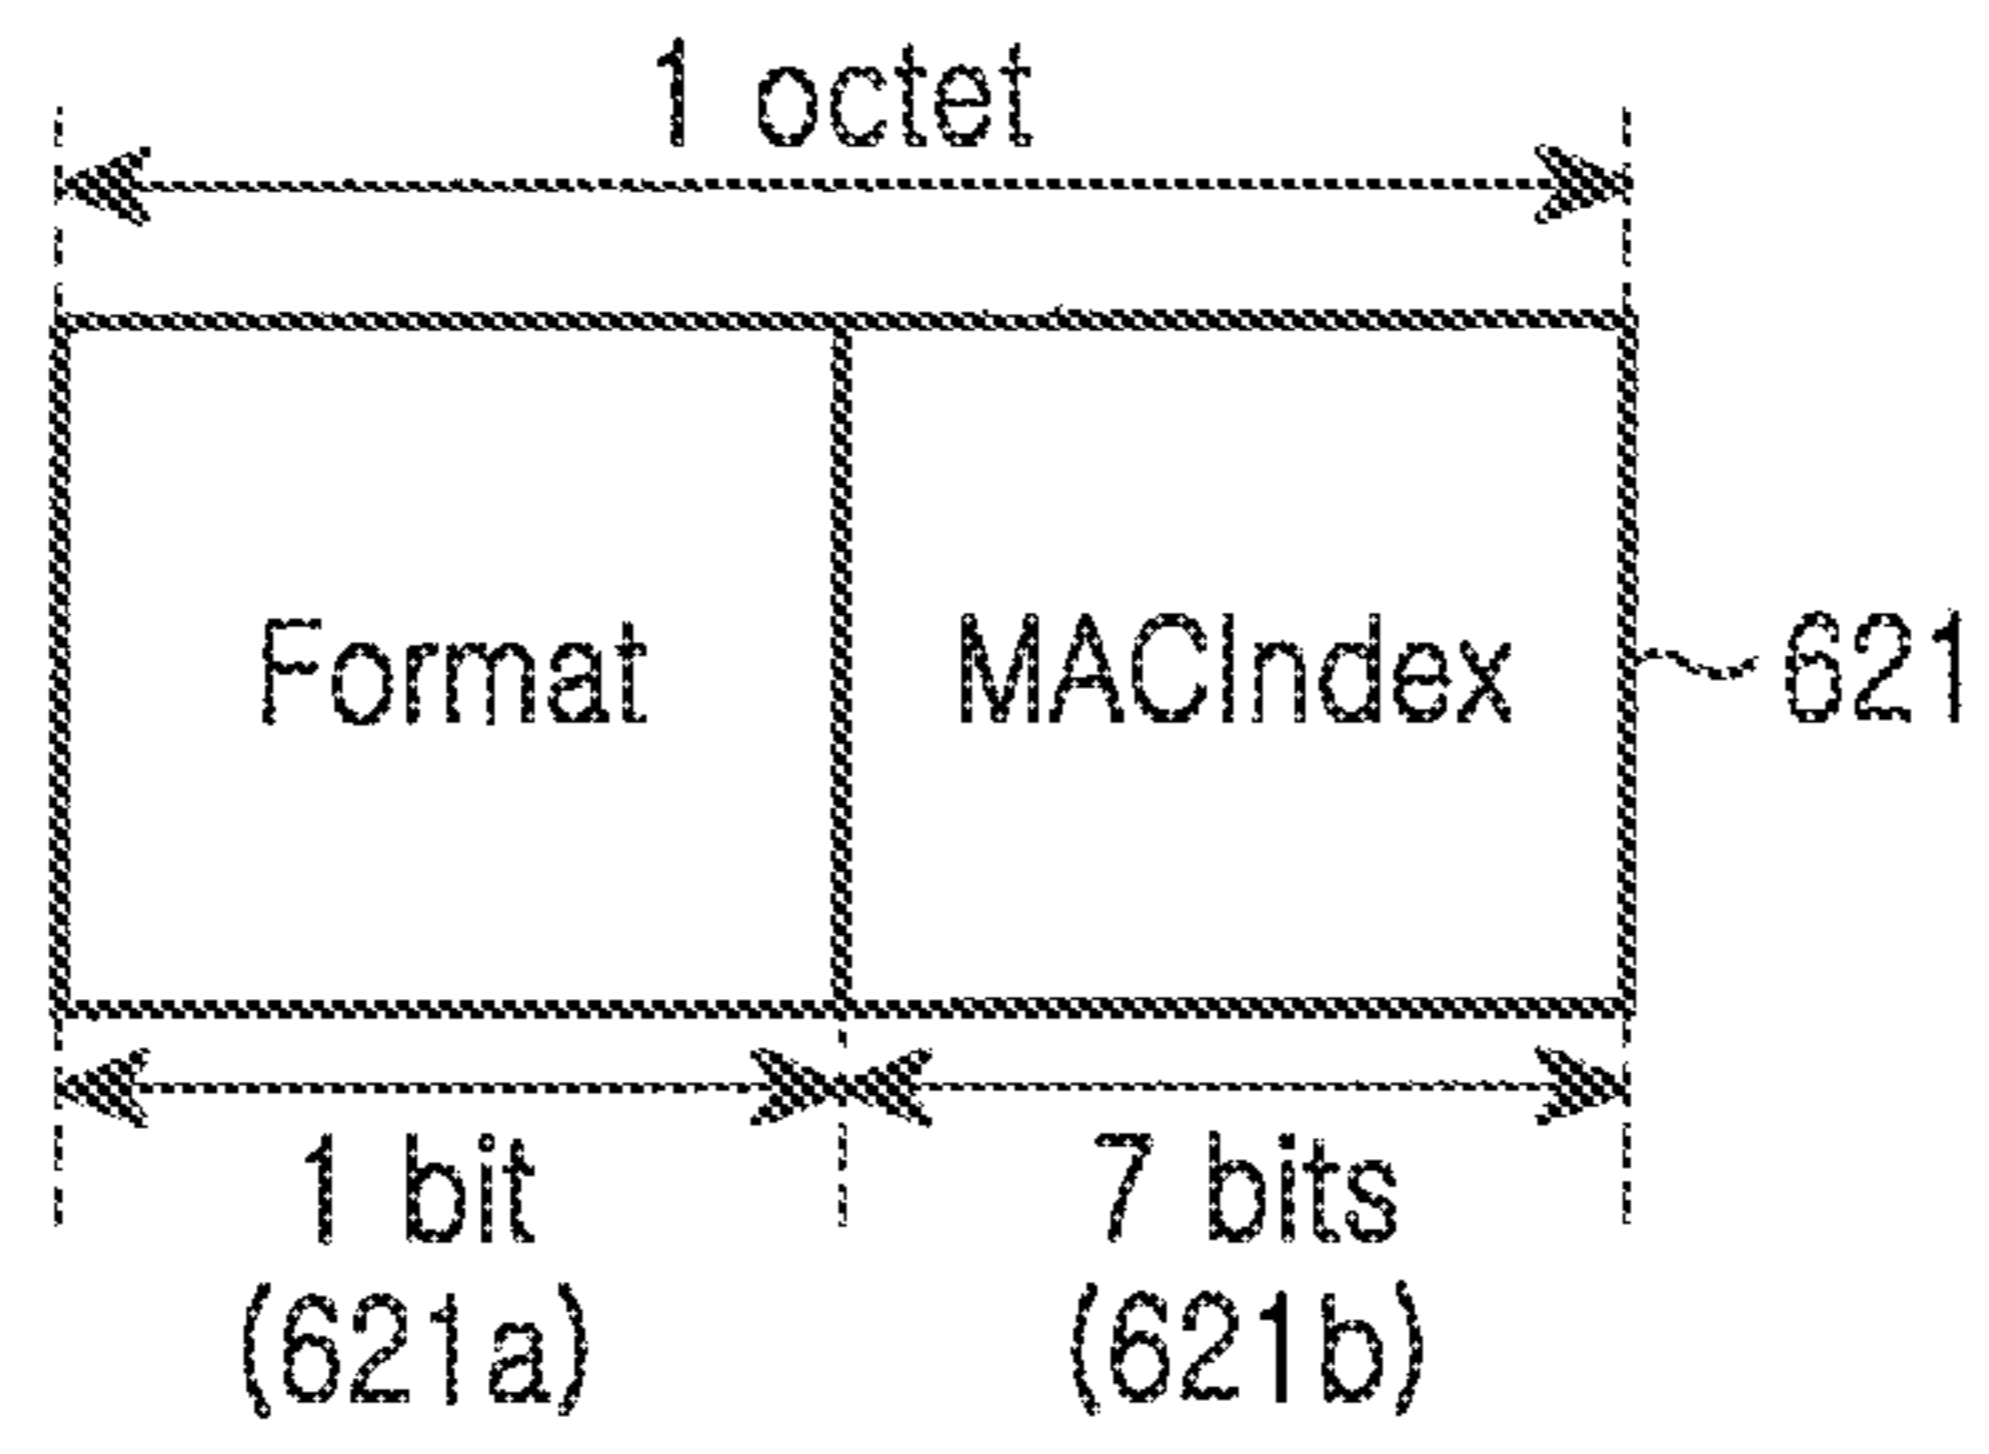 1 octet
Format
MACIndex
621
1 bit
(621a)
7 bits
(621b)